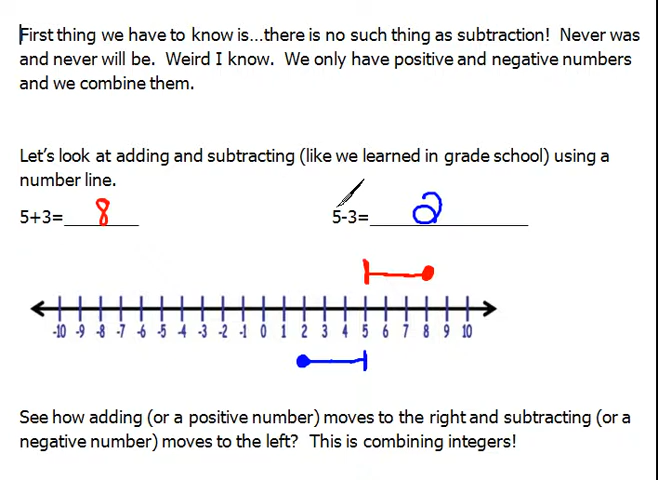 First thing we have to know is...there is no such thing as subtraction!  Never was
and never will be.  Weird I know.  We only have positive and negative numbers
and we combine them.
Let's look at adding and subtracting (like we learned in grade school) using a
number line.
5+3=___8___ 5-3=___2___
-10 -9 -8 -7 -6 -5 -4 -3 -2 -1 0 1 2 3 4 5 6 7 8 9 10
See how adding (or a positive number) moves to the right and subtracting (or a
negative number) moves to the left?  This is combining integers!